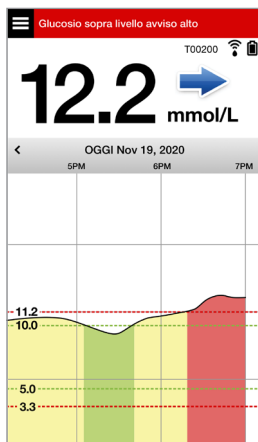 Glucosio sopra livello avviso alto
T00200
12.2 mmol/L
OGGI Nov 19, 2020
5PM 6PM 7PM
11.2
10.0
5.0
3.3